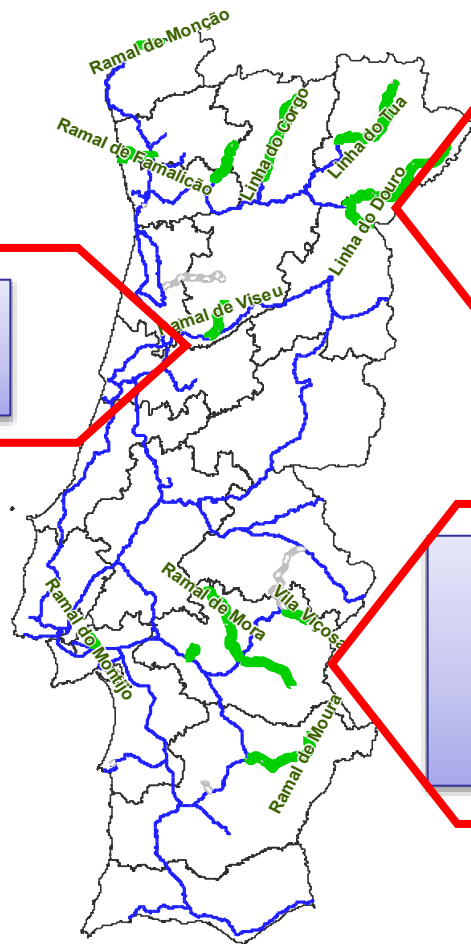 Ramal de Monção
Ramal de Famalicão
Linha do Corgo
Linha do Tua
Linha do Douro
Ramal de Viseu
Ramal de Mora
Vila Viçosa
Ramal do Montijo
Ramal de Moura